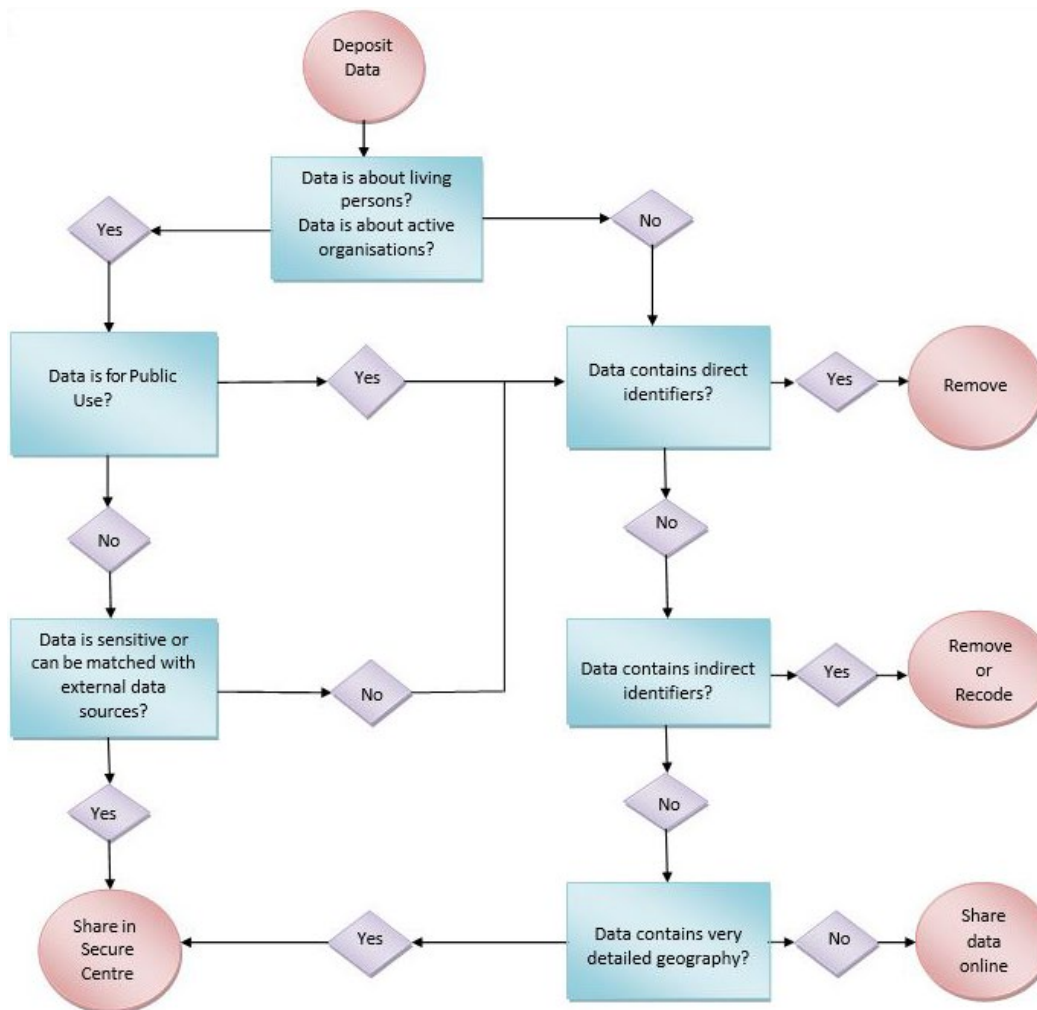 Deposit
Data
Data is about living
persons?
Data is about active
organisations?
Yes
No
Data is for Public
Use?
Yes
Data contains direct
identifiers?
Yes
Remove
No
No
Data is sensitive or
can be matched with
external data
sources?
No
Data contains indirect
identifiers?
Yes
Remove
or
Recode
Yes
No
Share in
Secure
Centre
Yes
Data contains very
detailed geography?
No
Share
data
online